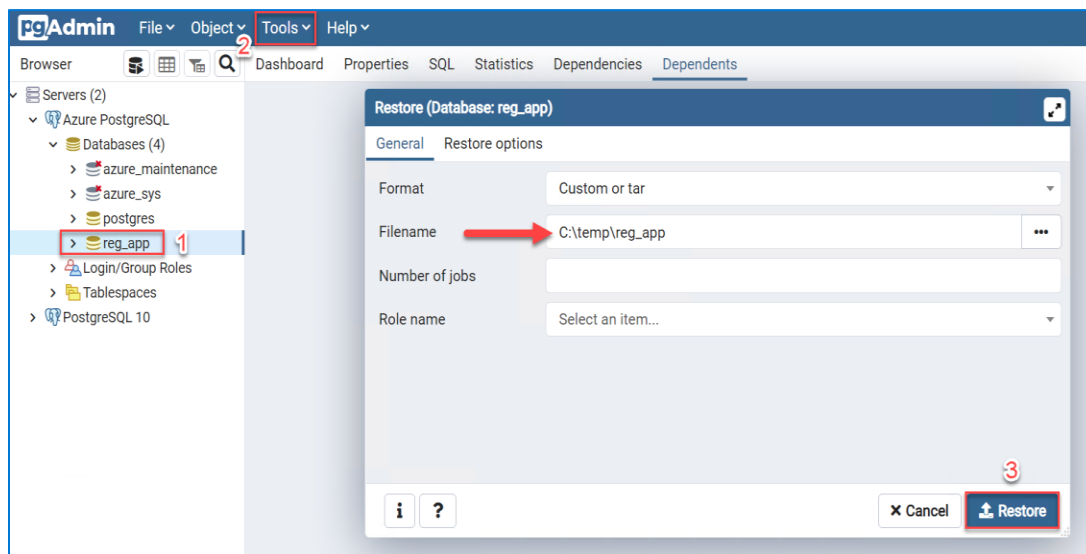 pgAdmin File Object Tools Help
2
Browser Dashboard Properties SQL Statistics Dependencies Dependents
Servers (2)
Azure PostgreSQL
Databases (4)
azure_maintenance
azure_sys
postgres
reg_app 1
Login/Group Roles
Tablespaces
PostgreSQL 10
Restore (Database: reg_app)
General Restore options
Format Custom or tar
Filename C:\temp\reg_app
Number of jobs
Role name Select an item...
3
i ? Cancel Restore